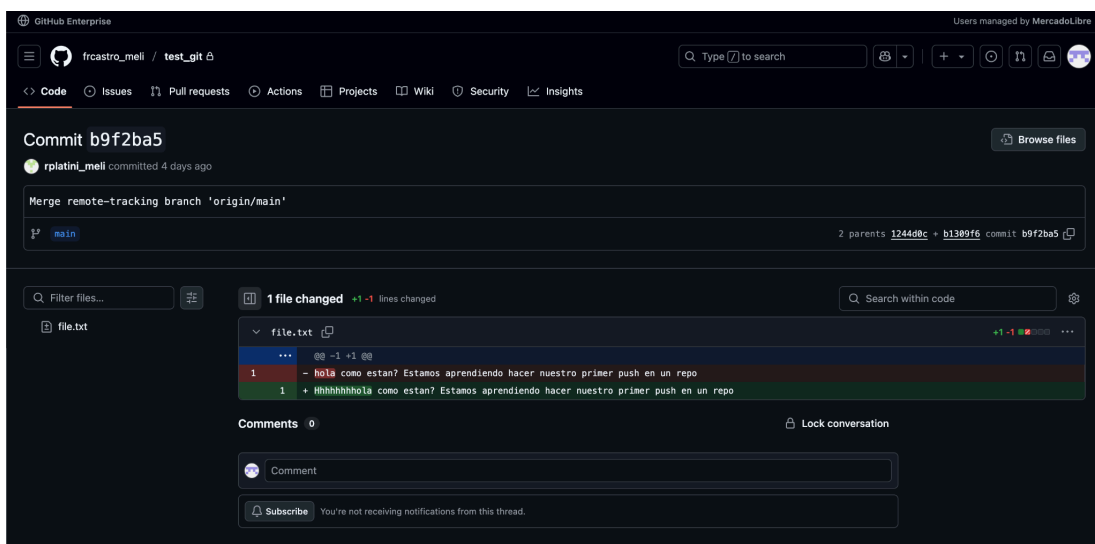 GitHub Enterprise
Users managed by MercadoLibre
frcastro_meli / test_git
Type / to search
Code
Issues
Pull requests
Actions
Projects
Wiki
Security
Insights
Commit b9f2ba5
Browse files
rplatini_meli committed 4 days ago
Merge remote-tracking branch 'origin/main'
main
2 parents 1244d0c + b1309f6 commit b9f2ba5
Filter files...
1 file changed +1 -1 lines changed
Search within code
file.txt
file.txt
+1 -1
@@ -1 +1 @@
1 - hola como estan? Estamos aprendiendo hacer nuestro primer push en un repo
1 + Hhhhhhhhola como estan? Estamos aprendiendo hacer nuestro primer push en un repo
Comments 0
Lock conversation
Comment
Subscribe You're not receiving notifications from this thread.